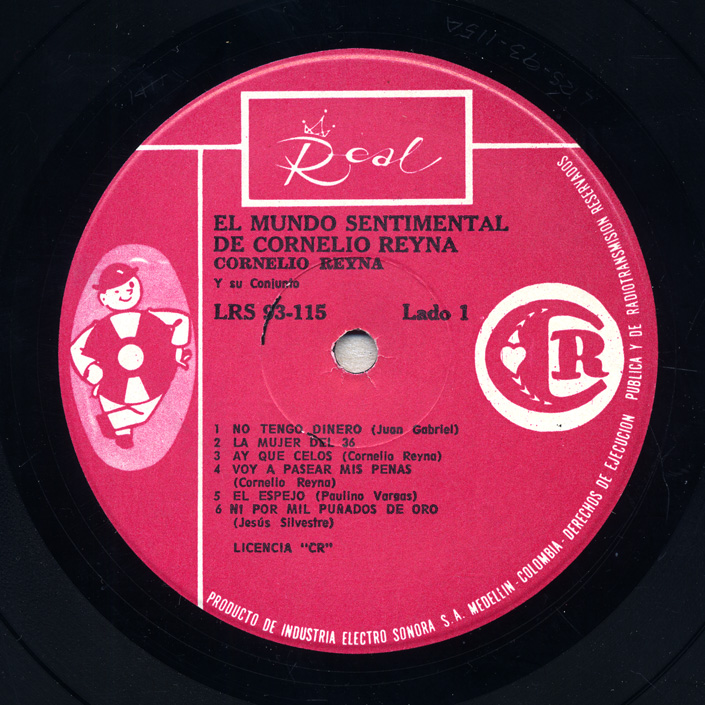 Real
EL MUNDO SENTIMENTAL
DE CORNELIO REYNA
CORNELIO REYNA
Y su Conjunto
LRS 93-115 Lado 1
CR
1 NO TENGO DINERO (Juan Gabriel)
2 LA MUJER DEL 36
3 AY QUE CELOS (Cornelio Reyna)
4 VOY A PASEAR MIS PENAS
(Cornelio Reyna)
5 EL ESPEJO (Paulino Vargas)
6 NI POR MIL PUÑADOS DE ORO
(Jesús Silvestre)
LICENCIA "CR"
PRODUCTO DE INDUSTRIA ELECTRO SONORA S.A. MEDELLIN-COLOMBIA-DERECHOS DE EJECUCION PUBLICA Y DE RADIOTRANSMISION RESERVADOS
LRS-93-115A